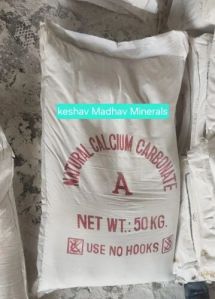 keshav Madhav Minerals
NATURAL CALCIUM CARBONATE
A
NET WT.: 50 KG.
USE NO HOOKS